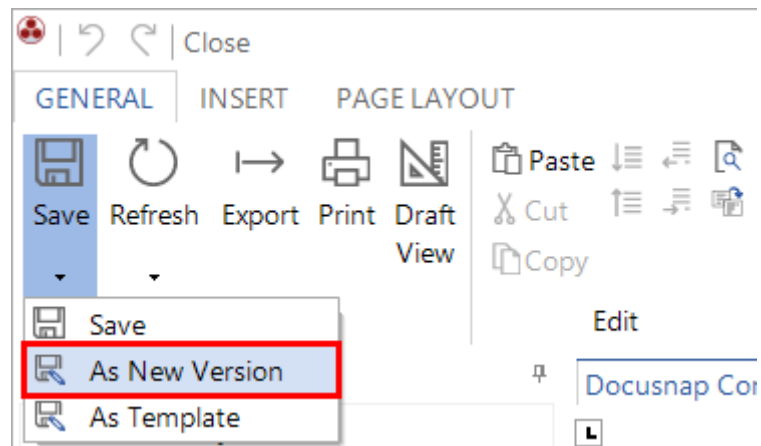 Close
GENERAL INSERT PAGE LAYOUT
Save Refresh Export Print Draft View
Paste
Cut
Copy
Edit
Save
As New Version
As Template
Docusnap Cor